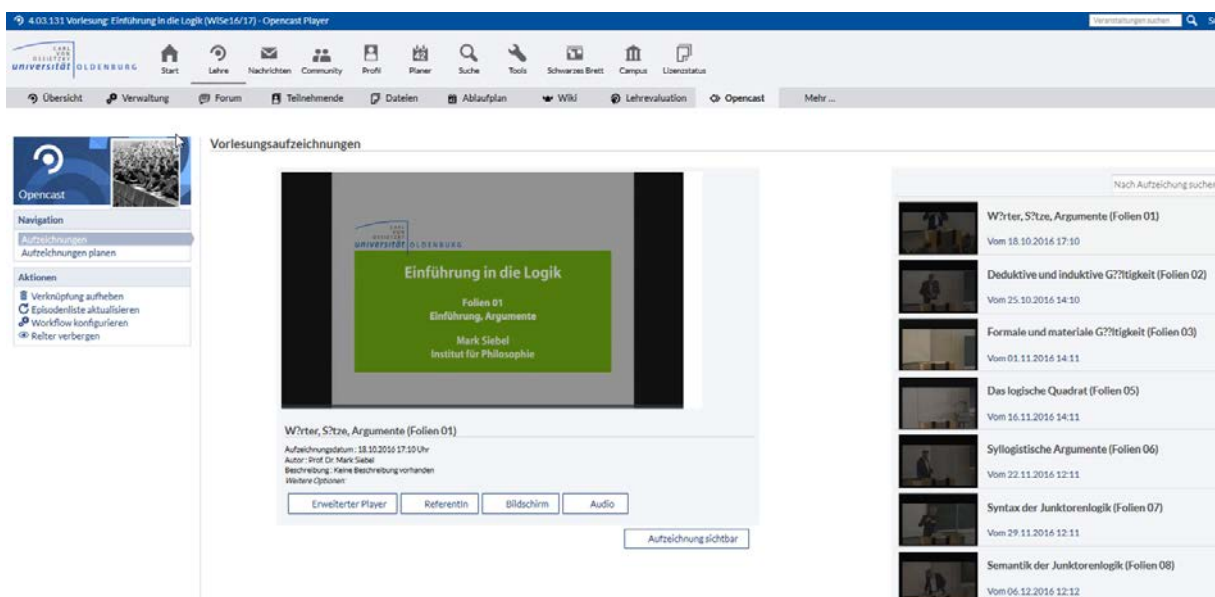 4.03.131 Vorlesung: Einführung in die Logik (WiSe16/17) - Opencast Player
Veranstaltungen suchen
CARL
VON
OSSIETZKY
universität OLDENBURG
Start
Lehre
Nachrichten
Community
Profil
Planer
Suche
Tools
Schwarzes Brett
Campus
Lizenzstatus
Übersicht
Verwaltung
Forum
Teilnehmende
Dateien
Ablaufplan
Wiki
Lehrevaluation
Opencast
Mehr ...
Opencast
Navigation
Aufzeichnungen
Aufzeichnungen planen
Aktionen
Verknüpfung aufheben
Episodenliste aktualisieren
Workflow konfigurieren
Reiter verbergen
Vorlesungsaufzeichnungen
CARL
VON
OSSIETZKY
universität OLDENBURG
Einführung in die Logik
Folien 01
Einführung, Argumente
Mark Siebel
Institut für Philosophie
W?rter, S?tze, Argumente (Folien 01)
Aufzeichnungsdatum : 18.10.2016 17:10 Uhr
Autor : Prof. Dr. Mark Siebel
Beschreibung : Keine Beschreibung vorhanden
Weitere Optionen:
Erweiterter Player
ReferentIn
Bildschirm
Audio
Aufzeichnung sichtbar
Nach Aufzeichung suchen
W?rter, S?tze, Argumente (Folien 01)
Vom 18.10.2016 17:10
Deduktive und induktive G??ltigkeit (Folien 02)
Vom 25.10.2016 14:10
Formale und materiale G??ltigkeit (Folien 03)
Vom 01.11.2016 14:11
Das logische Quadrat (Folien 05)
Vom 16.11.2016 14:11
Syllogistische Argumente (Folien 06)
Vom 22.11.2016 12:11
Syntax der Junktorenlogik (Folien 07)
Vom 29.11.2016 12:11
Semantik der Junktorenlogik (Folien 08)
Vom 06.12.2016 12:12